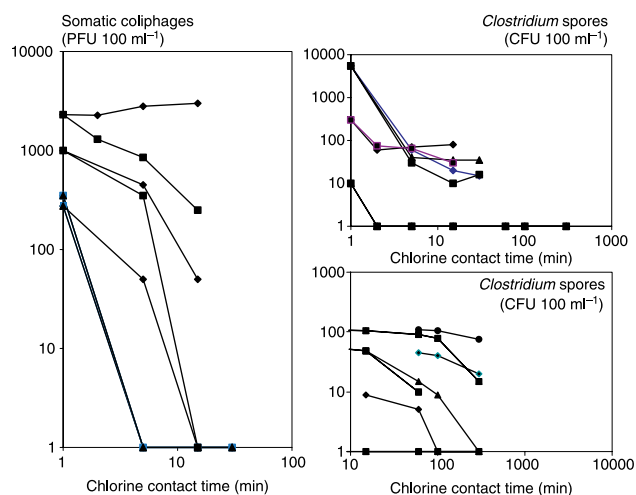 Somatic coliphages
(PFU 100 ml⁻¹)
10000
1000
100
10
1
1
10
100
Chlorine contact time (min)
Clostridium spores
(CFU 100 ml⁻¹)
10000
1000
100
10
1
1
10
100
1000
Chlorine contact time (min)
Clostridium spores
(CFU 100 ml⁻¹)
1000
100
10
1
10
100
1000
10000
Chlorine contact time (min)